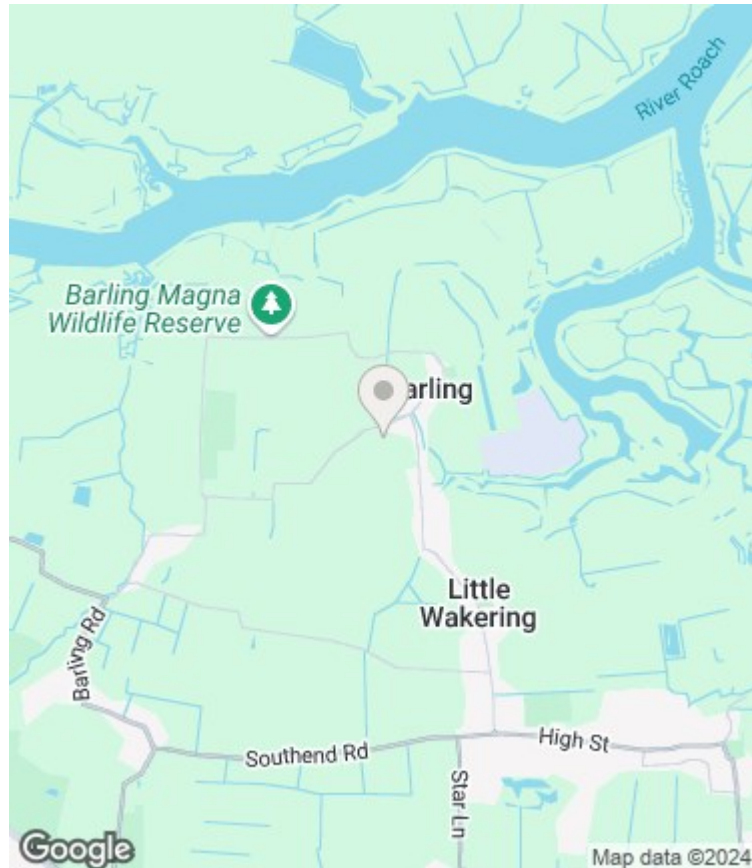 River Roach
Barling Magna
Wildlife Reserve
arling
Little
Wakering
Barling Rd
Southend Rd
High St
Star Ln
Google
Map data ©2024